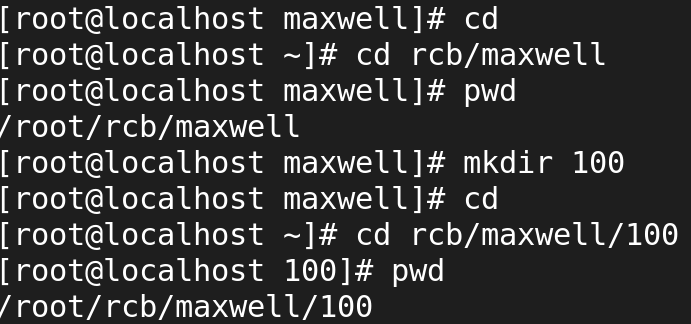 [root@localhost maxwell]# cd
[root@localhost ~]# cd rcb/maxwell
[root@localhost maxwell]# pwd
/root/rcb/maxwell
[root@localhost maxwell]# mkdir 100
[root@localhost maxwell]# cd
[root@localhost ~]# cd rcb/maxwell/100
[root@localhost 100]# pwd
/root/rcb/maxwell/100